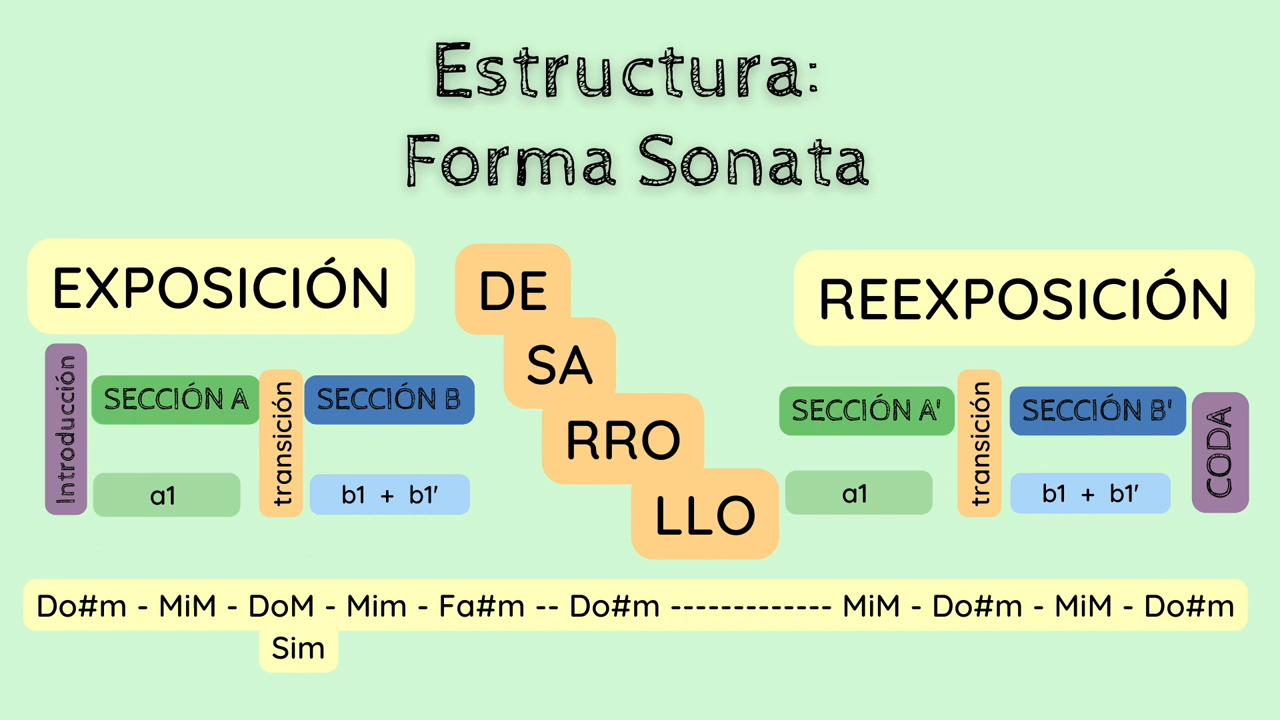 Estructura:
Forma Sonata
EXPOSICIÓN
Introducción
SECCIÓN A
a1
transición
SECCIÓN B
b1 + b1'
DE
SA
RRO
LLO
REEXPOSICIÓN
SECCIÓN A'
a1
transición
SECCIÓN B'
b1 + b1'
CODA
Do#m - MiM - DoM - Mim - Fa#m -- Do#m ------------- MiM - Do#m - MiM - Do#m
Sim